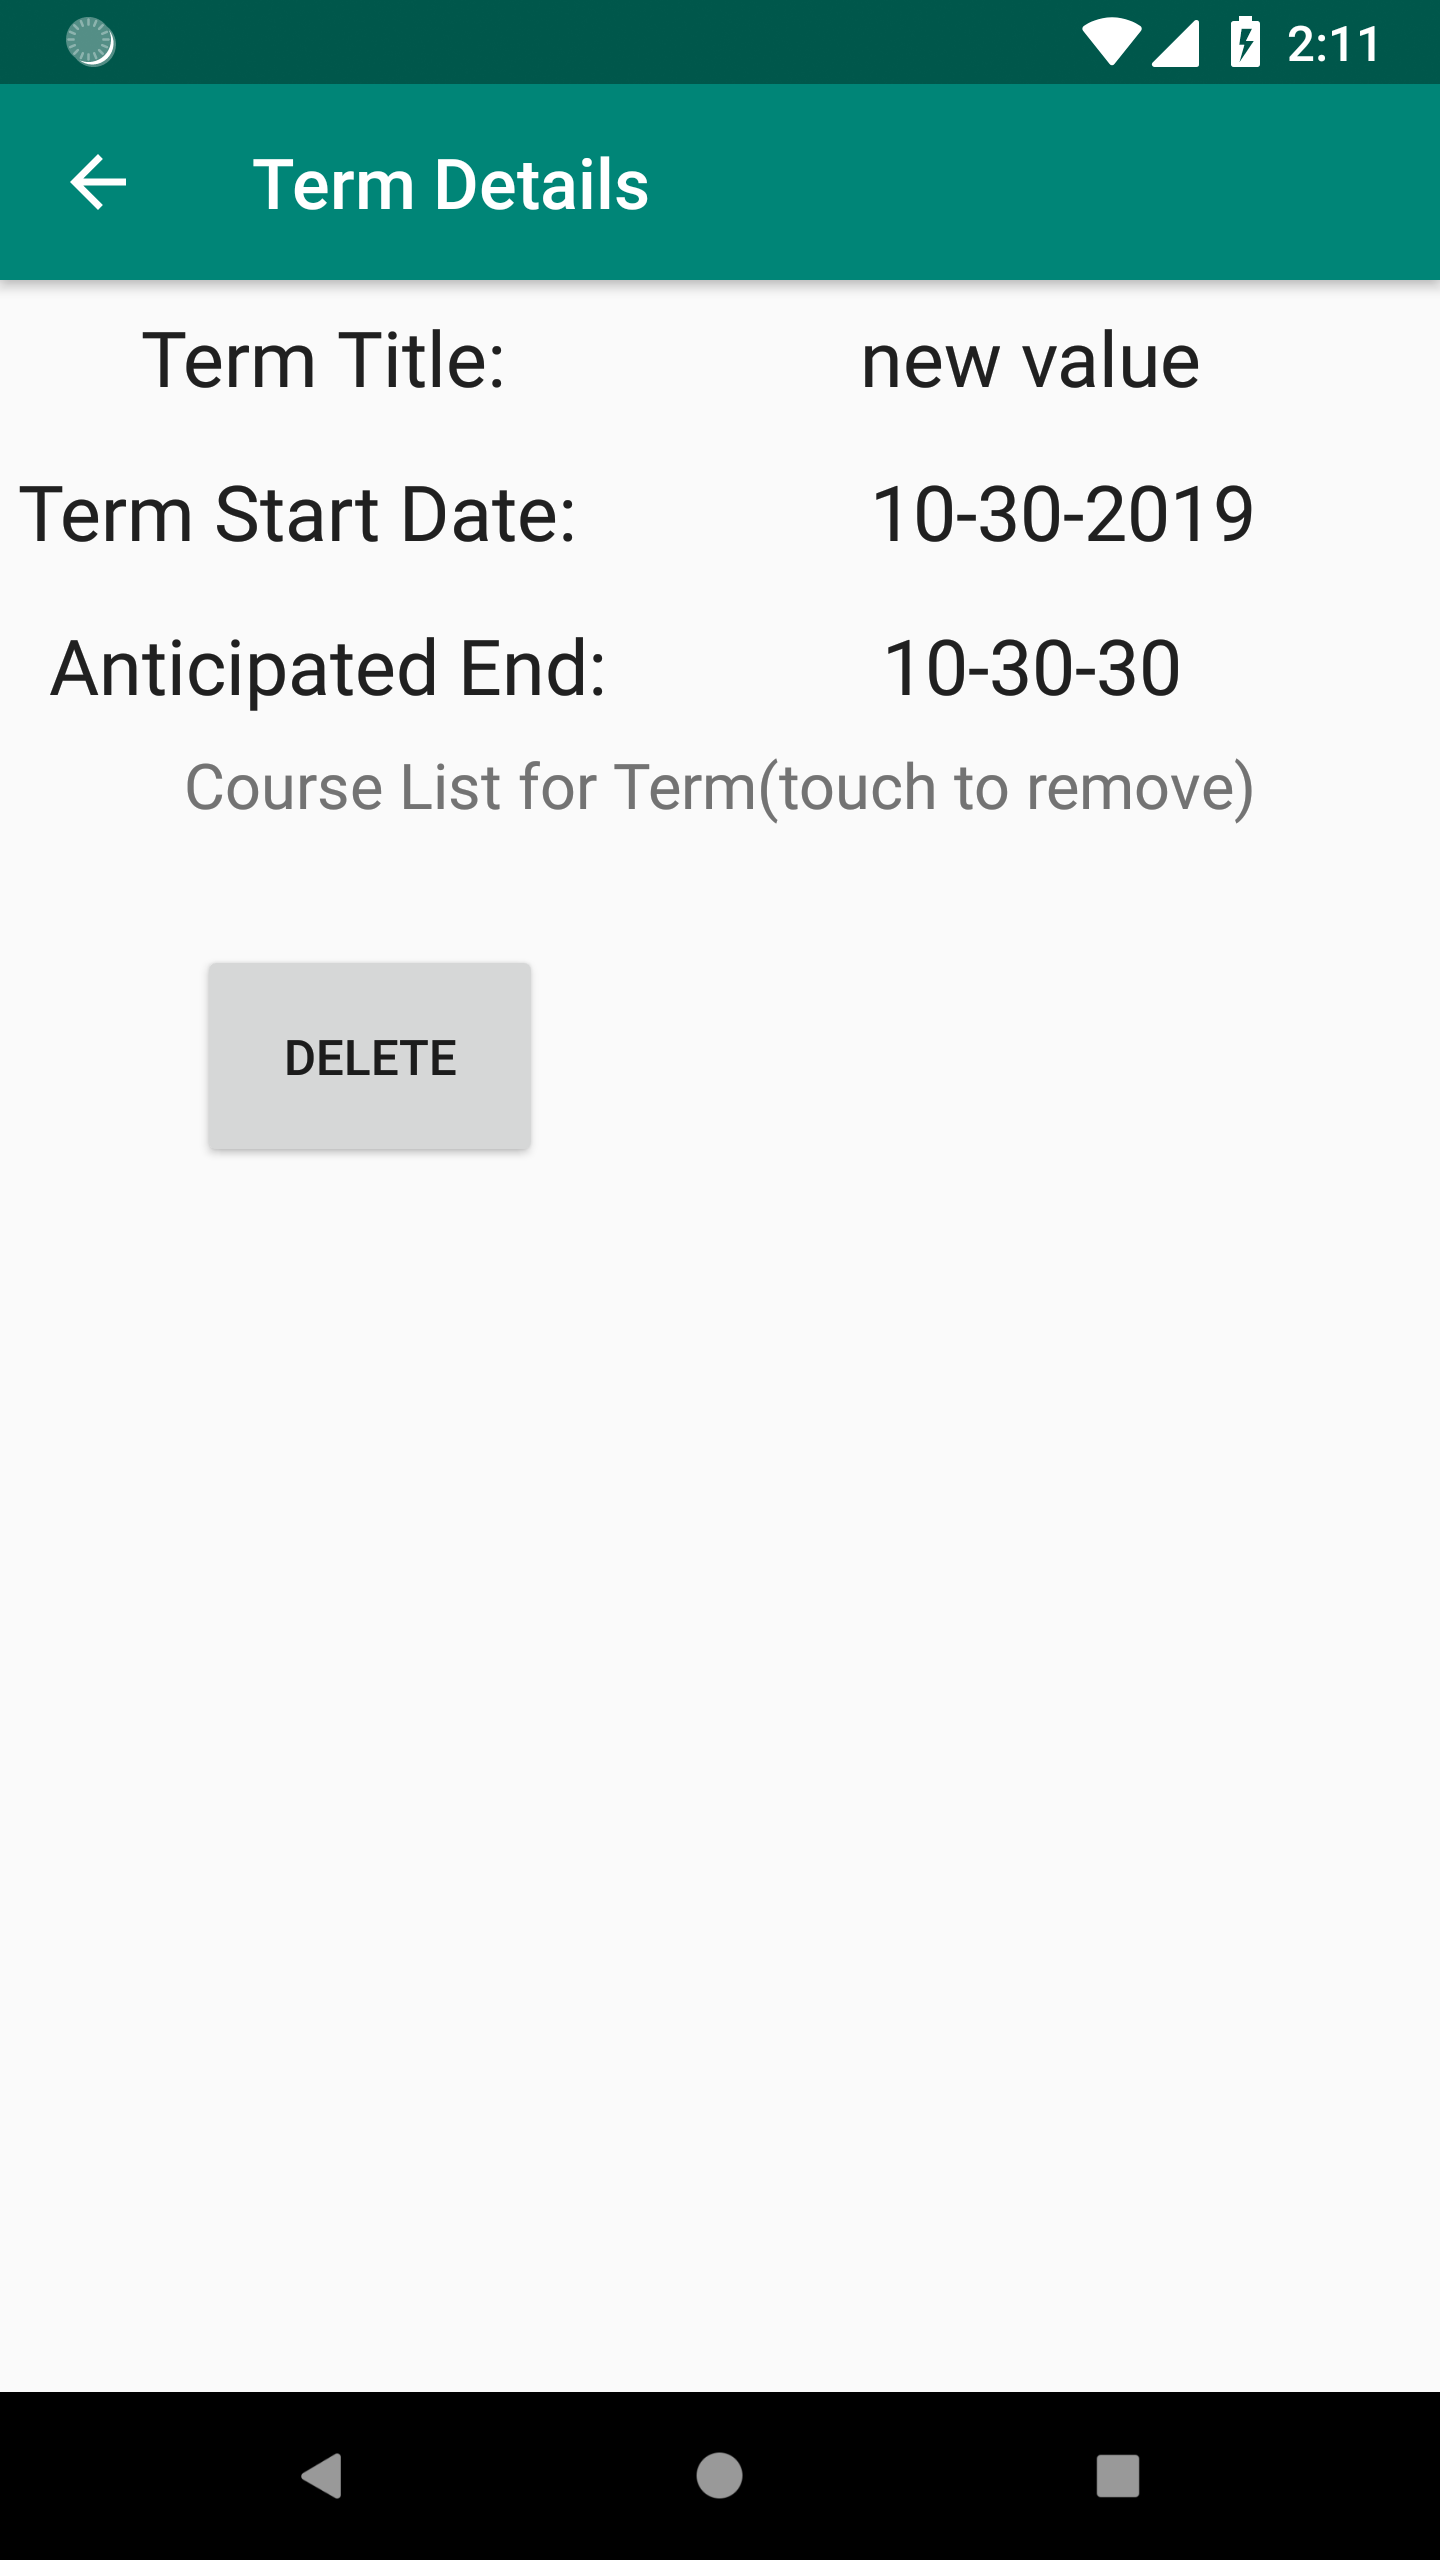 2:11
Term Details
Term Title: new value
Term Start Date: 10-30-2019
Anticipated End: 10-30-30
Course List for Term(touch to remove)
DELETE